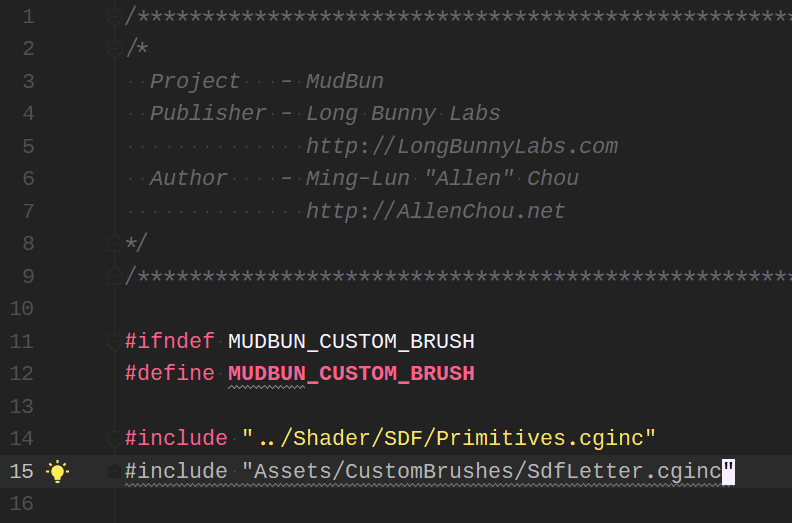 1 /***************************************************
2 /*
3 Project - MudBun
4 Publisher - Long Bunny Labs
5 http://LongBunnyLabs.com
6 Author - Ming-Lun "Allen" Chou
7 http://AllenChou.net
8 */
9 /***************************************************
10
11 #ifndef MUDBUN_CUSTOM_BRUSH
12 #define MUDBUN_CUSTOM_BRUSH
13
14 #include "../Shader/SDF/Primitives.cginc"
15 #include "Assets/CustomBrushes/SdfLetter.cginc"
16